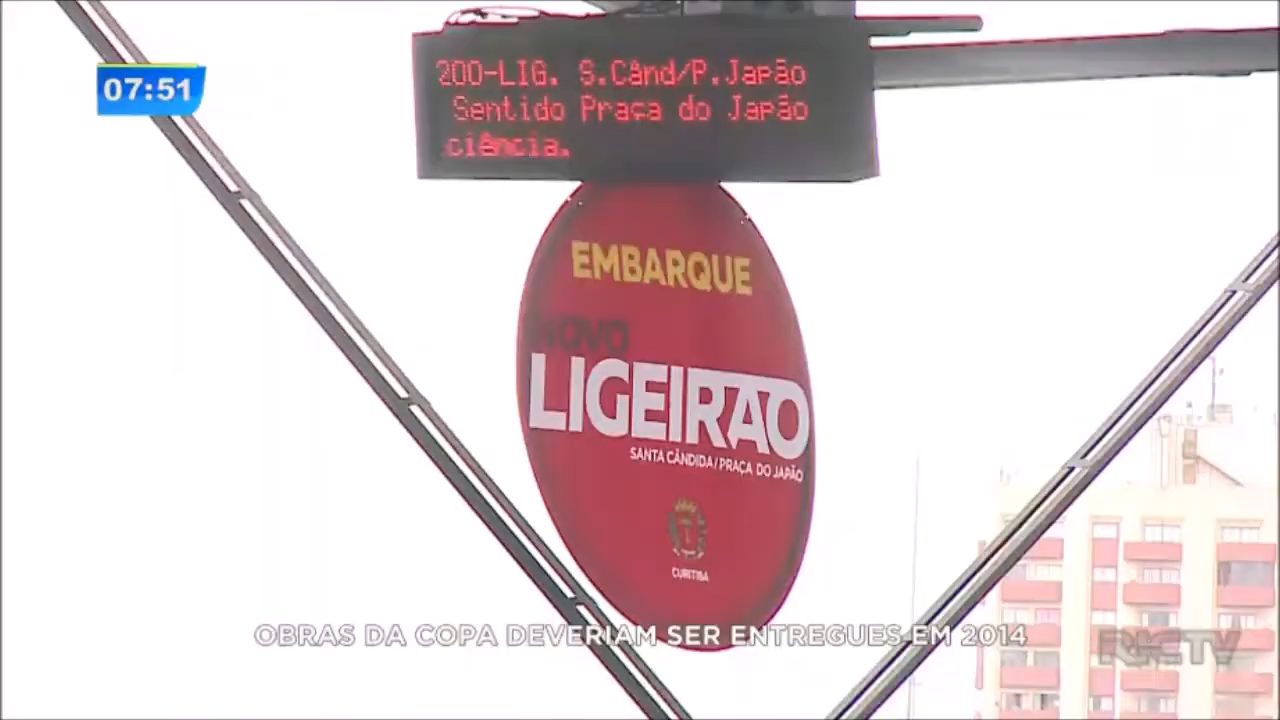 07:51
200-LIG. S.Când/P.Japão
Sentido Praça do Japão
ciência.
EMBARQUE
NOVO
LIGEIRÃO
SANTA CÂNDIDA/PRAÇA DO JAPÃO
CURITIBA
OBRAS DA COPA DEVERIAM SER ENTREGUES EM 2014
RICTV